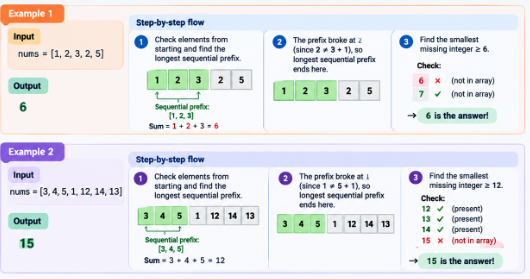 Example 1
Input
nums = [1, 2, 3, 2, 5]
Output
6
Step-by-step flow
1
Check elements from
starting and find the
longest sequential prefix.
1 2 3 2 5
Sequential prefix:
[1, 2, 3]
Sum = 1 + 2 + 3 = 6
2
The prefix broke at 2
(since 2 ≠ 3 + 1), so
longest sequential prefix
ends here.
1 2 3 2 5
3
Find the smallest
missing integer ≥ 6.
Check:
6 ✗ (not in array)
7 ✓ (not in array)
→ 6 is the answer!
Example 2
Input
nums = [3, 4, 5, 1, 12, 14, 13]
Output
15
Step-by-step flow
1
Check elements from
starting and find the
longest sequential prefix.
3 4 5 1 12 14 13
Sequential prefix:
[3, 4, 5]
Sum = 3 + 4 + 5 = 12
2
The prefix broke at 1
(since 1 ≠ 5 + 1), so
longest sequential prefix
ends here.
3 4 5 1 12 14 13
3
Find the smallest
missing integer ≥ 12.
Check:
12 ✓ (present)
13 ✓ (present)
14 ✓ (present)
15 ✗ (not in array)
→ 15 is the answer!